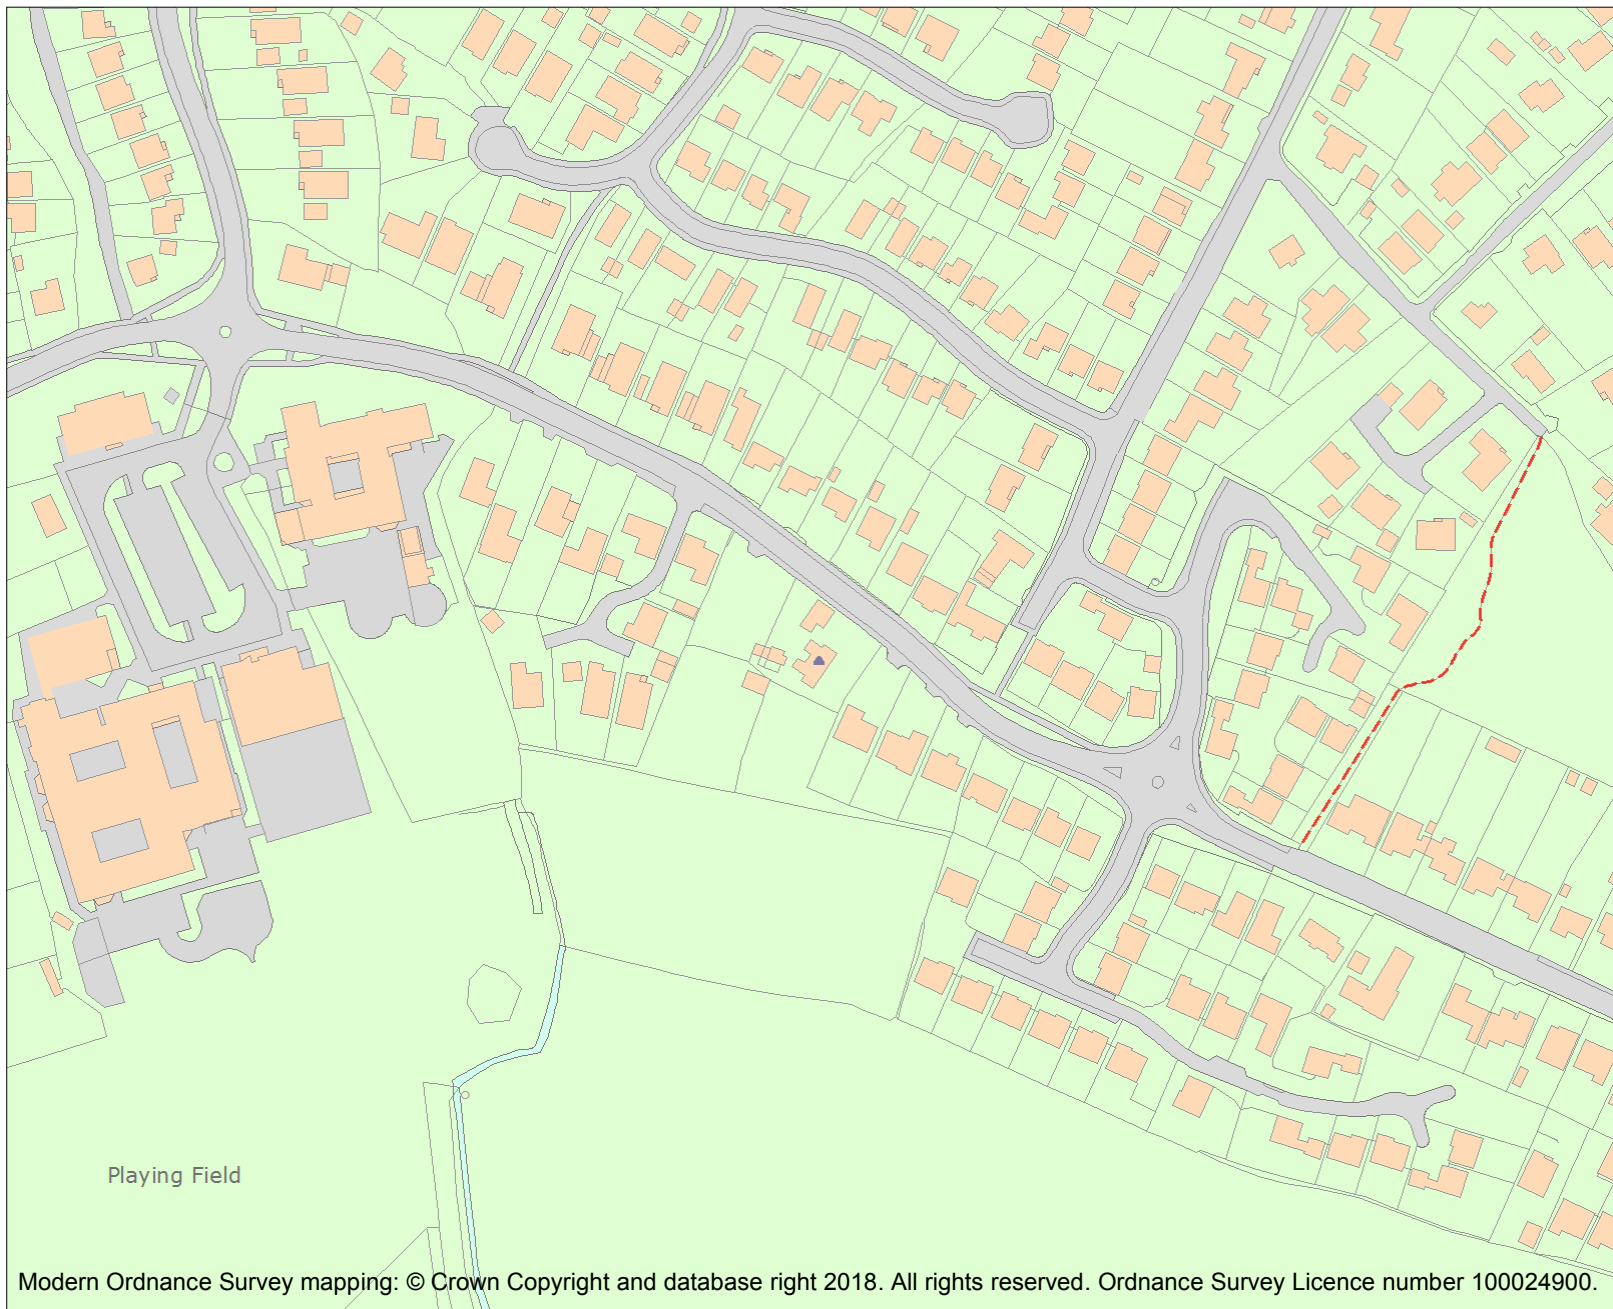 Playing Field
Modern Ordnance Survey mapping: © Crown Copyright and database right 2018. All rights reserved. Ordnance Survey Licence number 100024900.